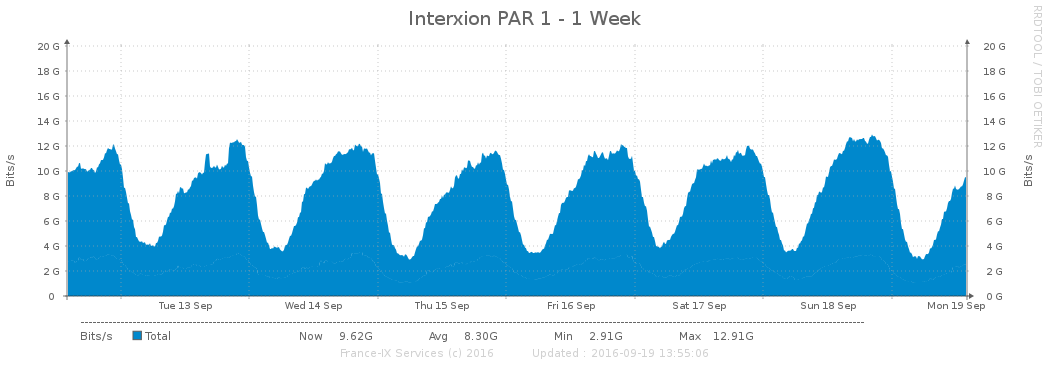 Interxion PAR 1 - 1 Week
RRDTOOL / TOBI OETIKER
Bits/s
20 G 20 G
18 G 18 G
16 G 16 G
14 G 14 G
12 G 12 G
10 G 10 G
8 G 8 G
6 G 6 G
4 G 4 G
2 G 2 G
0 0 G
Bits/s
Tue 13 Sep Wed 14 Sep Thu 15 Sep Fri 16 Sep Sat 17 Sep Sun 18 Sep Mon 19 Sep
Bits/s Total Now 9.62G Avg 8.30G Min 2.91G Max 12.91G
France-IX Services (c) 2016 Updated : 2016-09-19 13:55:06